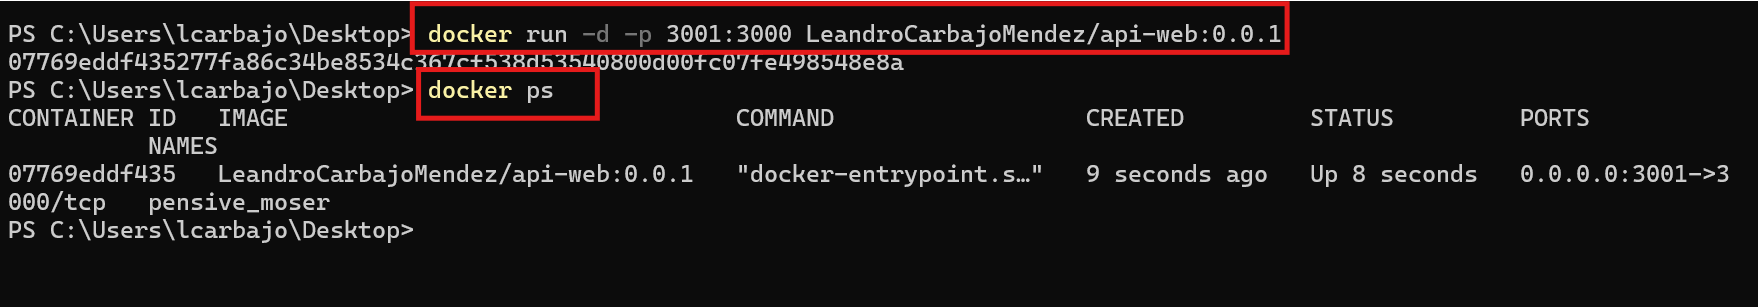 PS C:\Users\lcarbajo\Desktop> docker run -d -p 3001:3000 LeandroCarbajoMendez/api-web:0.0.1
07769eddf435277fa86c34be8534c367cf538d53540800d00fc07fe498548e8a
PS C:\Users\lcarbajo\Desktop> docker ps
CONTAINER ID   IMAGE                                COMMAND                  CREATED         STATUS         PORTS
          NAMES
07769eddf435   LeandroCarbajoMendez/api-web:0.0.1   "docker-entrypoint.s…"   9 seconds ago   Up 8 seconds   0.0.0.0:3001->3
000/tcp   pensive_moser
PS C:\Users\lcarbajo\Desktop>